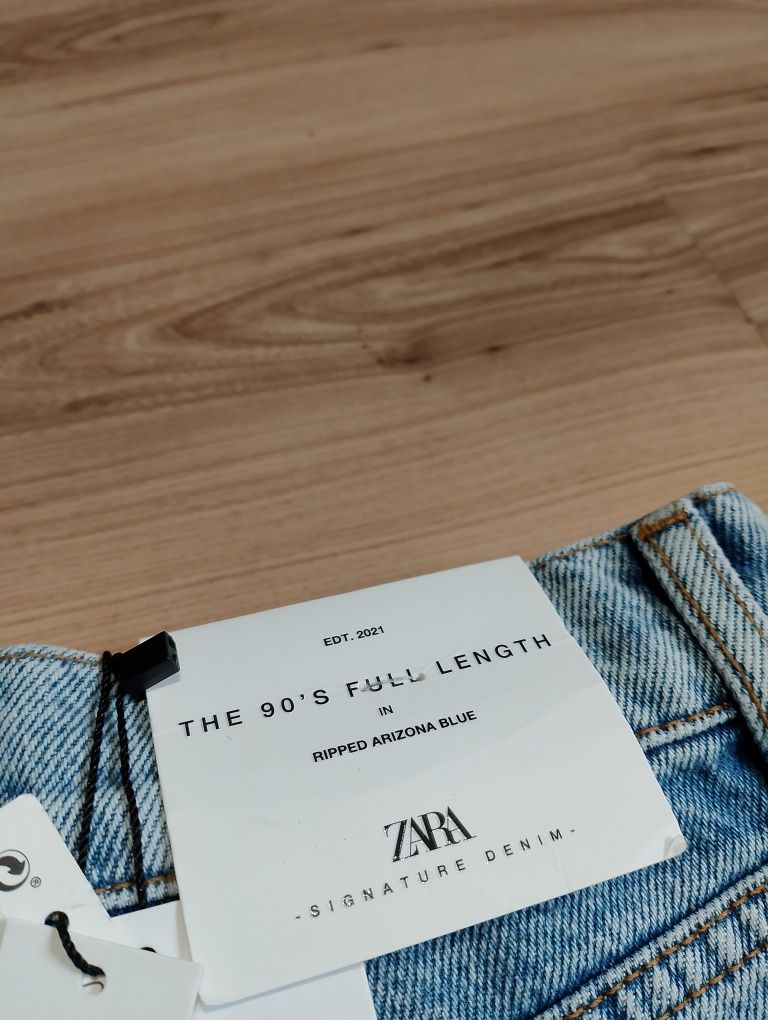 EDT. 2021
THE 90'S FULL LENGTH
IN
RIPPED ARIZONA BLUE
ZARA
-SIGNATURE DENIM-
®